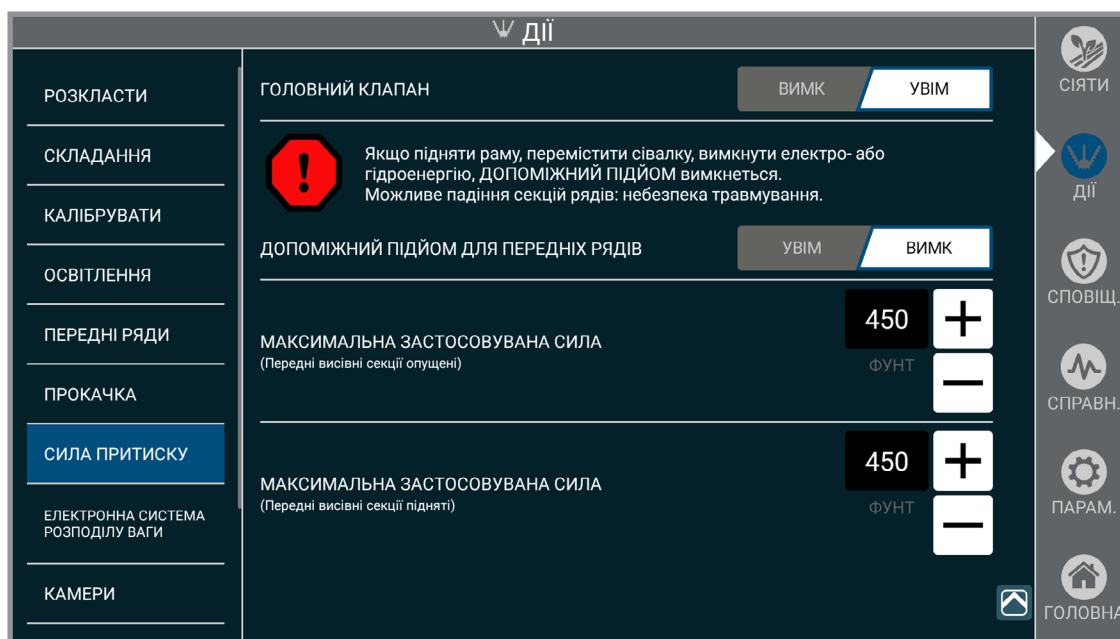 ДІЇ
РОЗКЛАСТИ
СКЛАДАННЯ
КАЛІБРУВАТИ
ОСВІТЛЕННЯ
ПЕРЕДНІ РЯДИ
ПРОКАЧКА
СИЛА ПРИТИСКУ
ЕЛЕКТРОННА СИСТЕМА
РОЗПОДІЛУ ВАГИ
КАМЕРИ
ГОЛОВНИЙ КЛАПАН
ВИМК
УВІМ
Якщо підняти раму, перемістити сівалку, вимкнути електро- або
гідроенергію, ДОПОМІЖНИЙ ПІДЙОМ вимкнеться.
Можливе падіння секцій рядів: небезпека травмування.
ДОПОМІЖНИЙ ПІДЙОМ ДЛЯ ПЕРЕДНІХ РЯДІВ
УВІМ
ВИМК
МАКСИМАЛЬНА ЗАСТОСОВУВАНА СИЛА
(Передні висівні секції опущені)
450
ФУНТ
МАКСИМАЛЬНА ЗАСТОСОВУВАНА СИЛА
(Передні висівні секції підняті)
450
ФУНТ
СІЯТИ
ДІЇ
СПОВІЩ.
СПРАВН.
ПАРАМ.
ГОЛОВНА